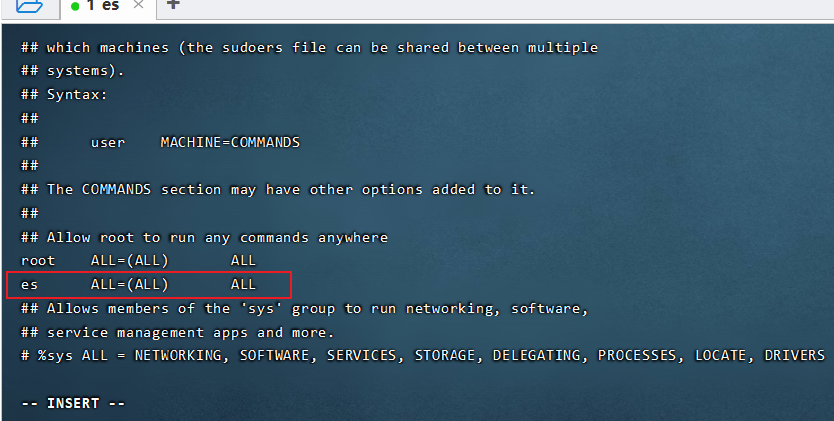 1 es × +
## which machines (the sudoers file can be shared between multiple
## systems).
## Syntax:
##
##      user    MACHINE=COMMANDS
##
## The COMMANDS section may have other options added to it.
##
## Allow root to run any commands anywhere
root    ALL=(ALL)       ALL
es      ALL=(ALL)       ALL
## Allows members of the 'sys' group to run networking, software,
## service management apps and more.
# %sys ALL = NETWORKING, SOFTWARE, SERVICES, STORAGE, DELEGATING, PROCESSES, LOCATE, DRIVERS
-- INSERT --